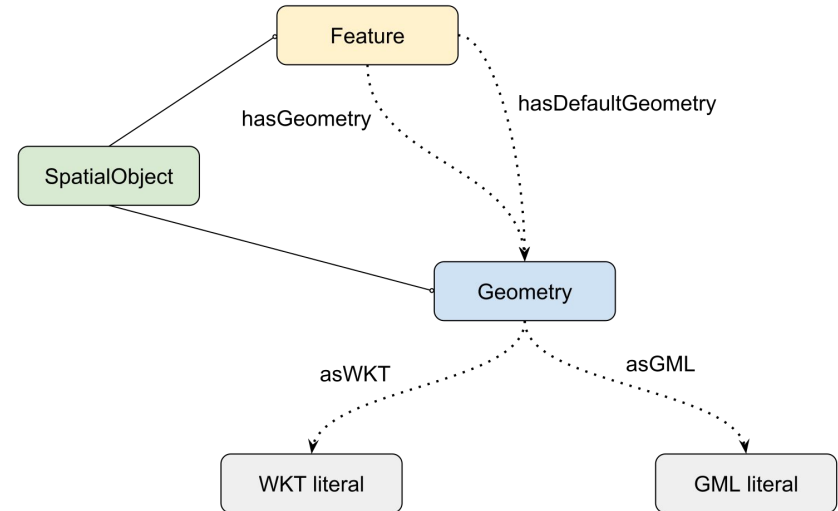 Feature
hasGeometry
hasDefaultGeometry
SpatialObject
Geometry
asWKT
asGML
WKT literal
GML literal